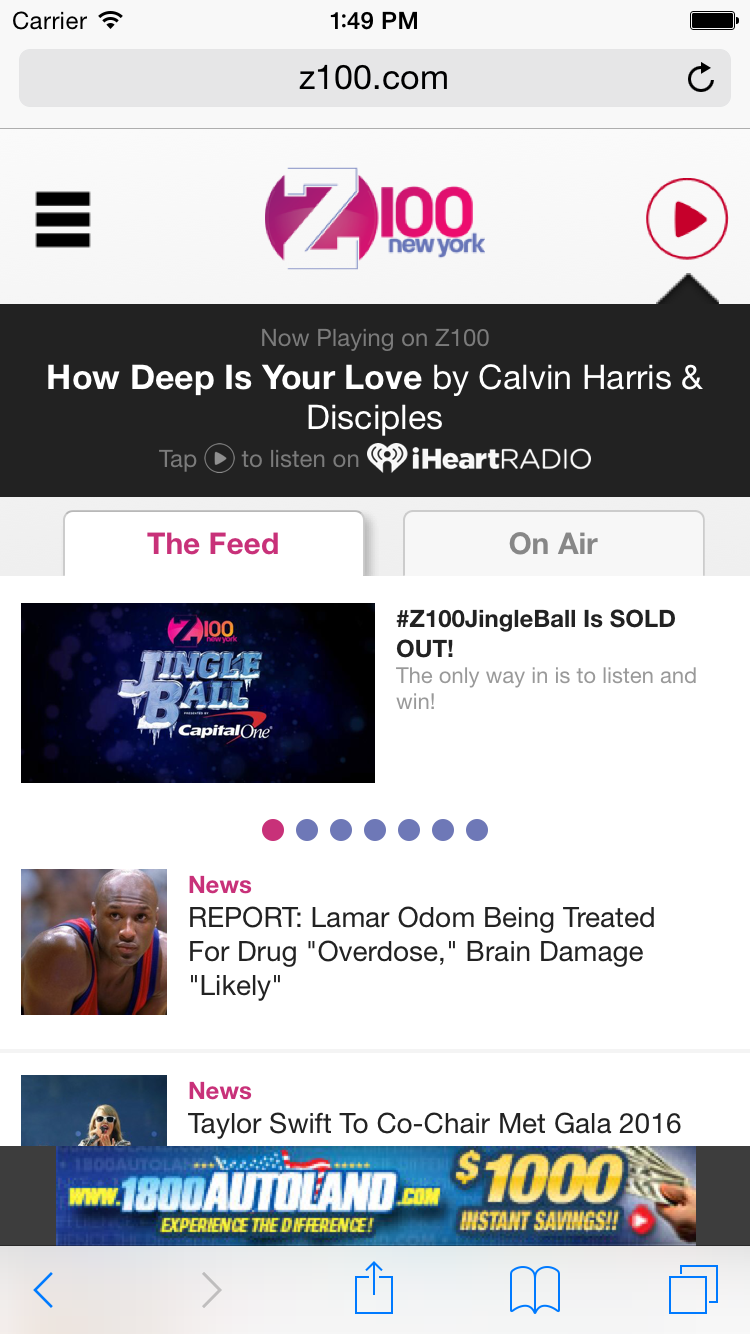 Carrier 1:49 PM
z100.com
Z100
new york
Now Playing on Z100
How Deep Is Your Love by Calvin Harris &
Disciples
Tap to listen on iHeartRADIO
The Feed On Air
Z100
new york
JINGLE
BALL
PRESENTED BY
CapitalOne
#Z100JingleBall Is SOLD
OUT!
The only way in is to listen and
win!
News
REPORT: Lamar Odom Being Treated
For Drug "Overdose," Brain Damage
"Likely"
News
Taylor Swift To Co-Chair Met Gala 2016
www.1800AUTOLAND.COM
EXPERIENCE THE DIFFERENCE!
$1000
INSTANT SAVINGS!!